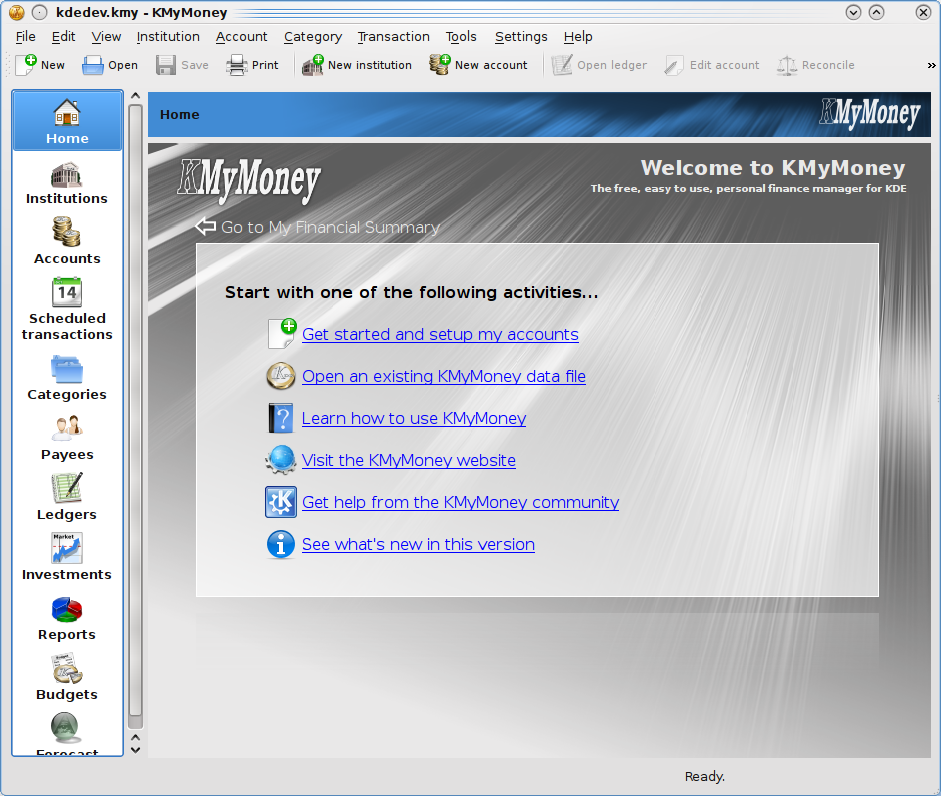 kdedev.kmy - KMyMoney
File Edit View Institution Account Category Transaction Tools Settings Help
New Open Save Print New institution New account Open ledger Edit account Reconcile »
Home
Institutions
Accounts
14
Scheduled
transactions
Categories
Payees
Ledgers
Market
Investments
Reports
Budget
Budgets
Forecast
Home
KMyMoney
KMyMoney
Welcome to KMyMoney
The free, easy to use, personal finance manager for KDE
Go to My Financial Summary
Start with one of the following activities...
Get started and setup my accounts
Open an existing KMyMoney data file
Learn how to use KMyMoney
Visit the KMyMoney website
Get help from the KMyMoney community
See what's new in this version
Ready.